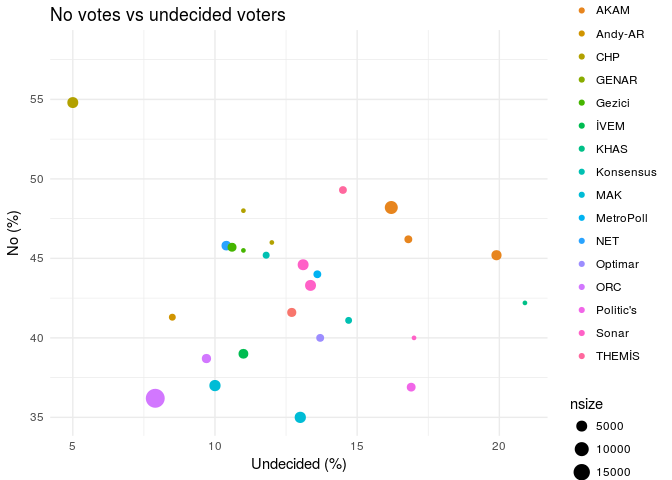 No votes vs undecided voters
No (%)
55
50
45
40
35
5
10
15
20
Undecided (%)
AKAM
Andy-AR
CHP
GENAR
Gezici
İVEM
KHAS
Konsensus
MAK
MetroPoll
NET
Optimar
ORC
Politic's
Sonar
THEMİS
nsize
5000
10000
15000